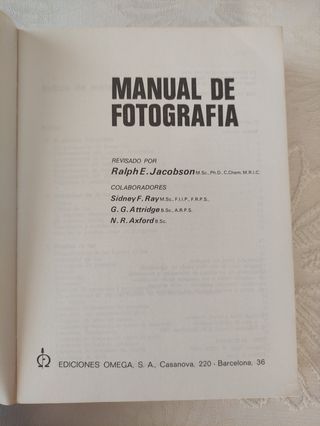 MANUAL DE
FOTOGRAFIA
REVISADO POR
Ralph E. Jacobson M.Sc., Ph.D., C.Chem. M.R.I.C.
COLABORADORES
Sidney F. Ray M.Sc., F.I.I.P., F.R.P.S.,
G. G. Attridge B.Sc., A.R.P.S.
N. R. Axford B.Sc.
EDICIONES OMEGA, S. A., Casanova, 220 - Barcelona, 36